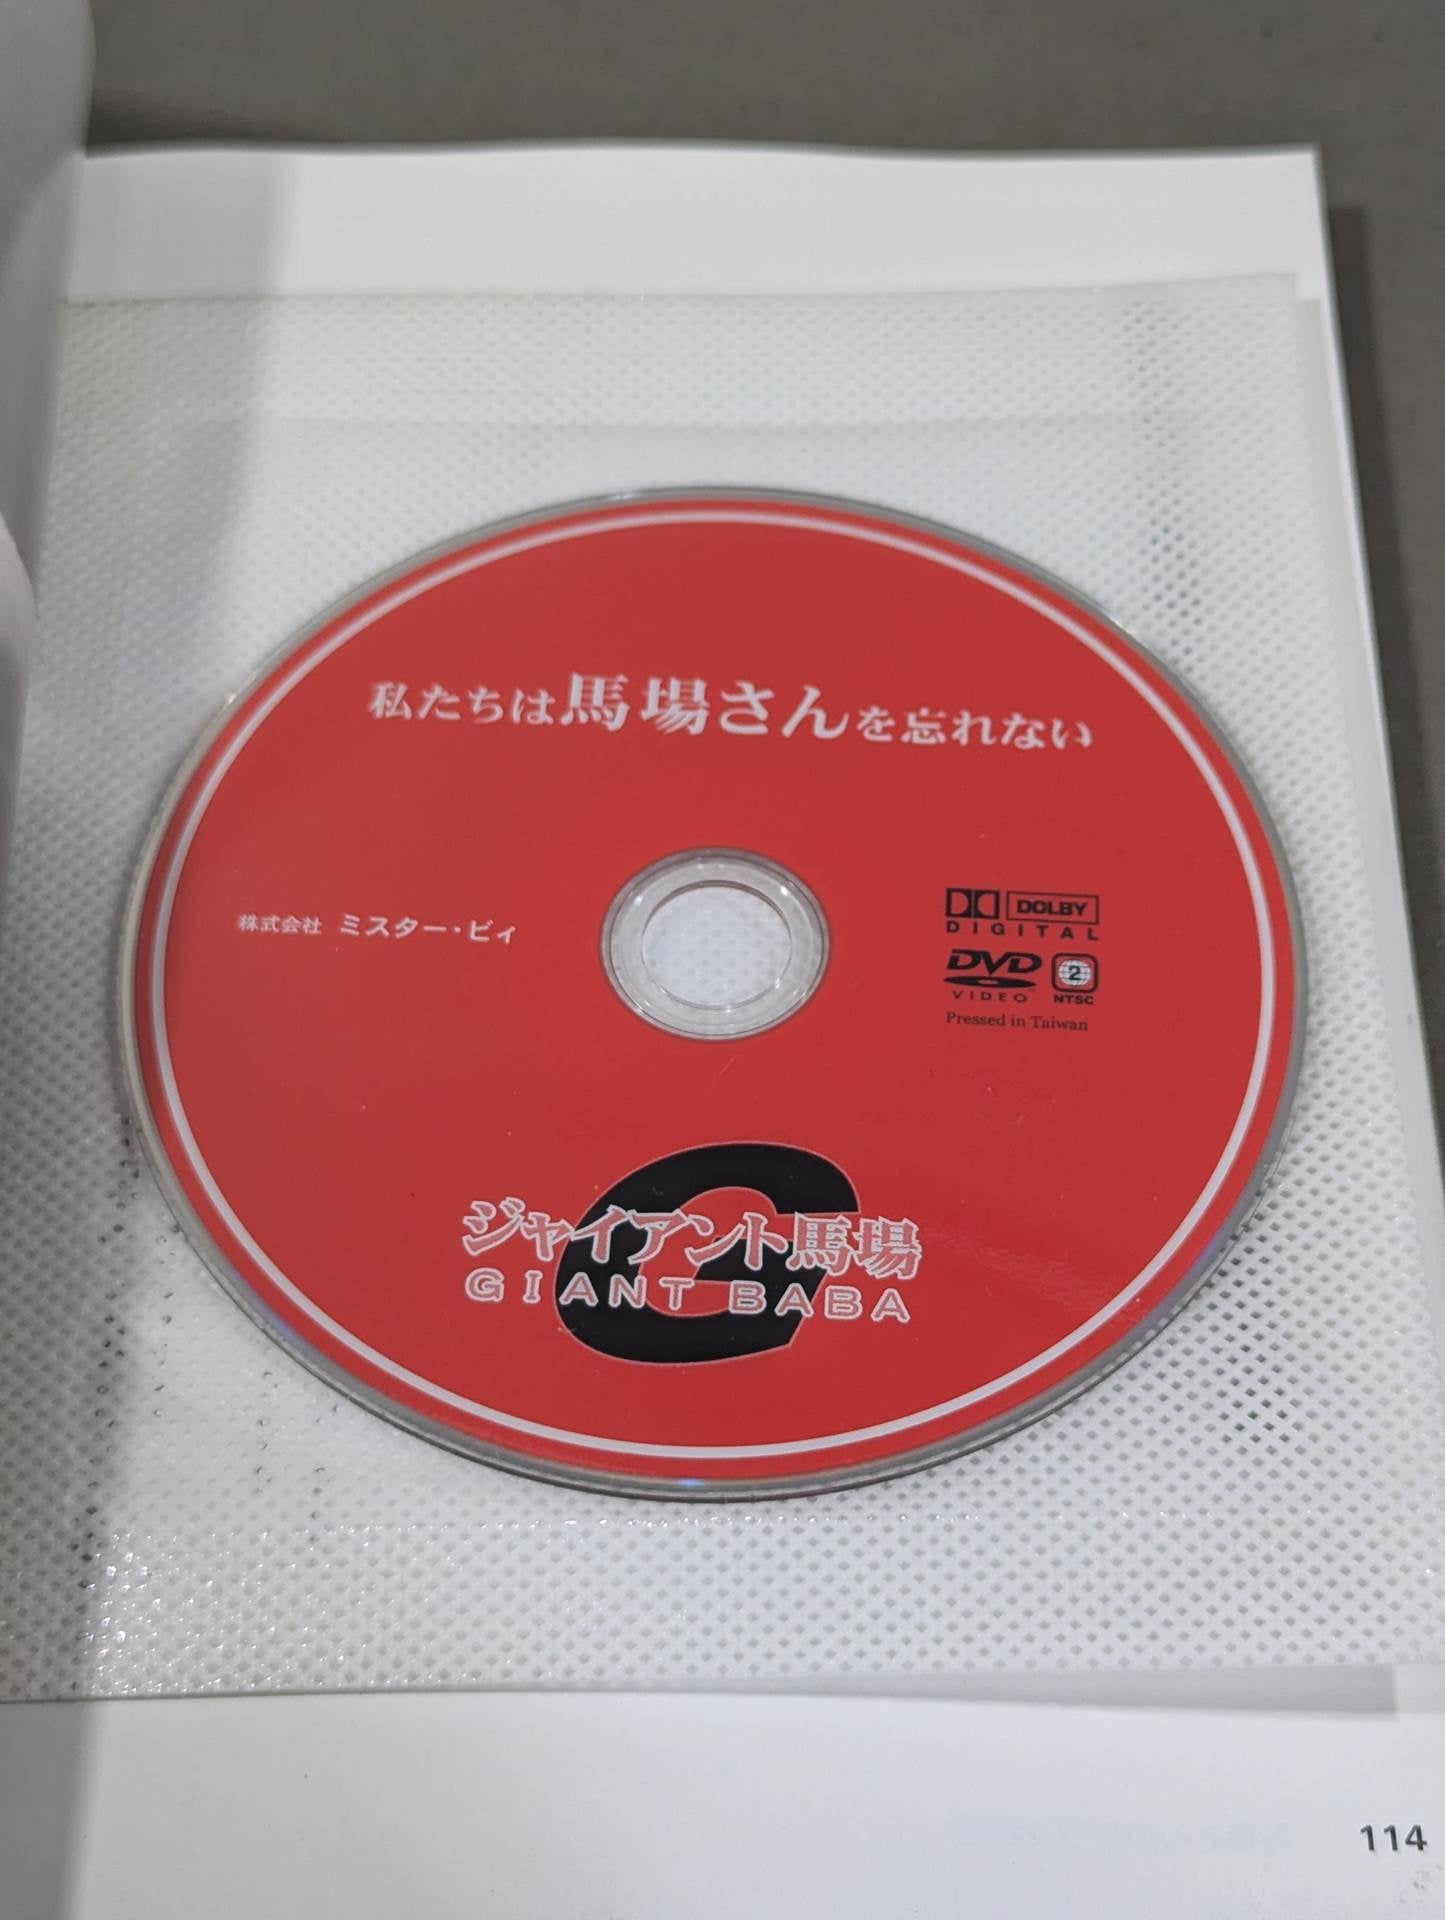 私たちは馬場さんを忘れない
株式会社 ミスター・ビィ
DOLBY
DIGITAL
DVD
VIDEO
2
NTSC
Pressed in Taiwan
G
ジャイアント馬場
GIANT BABA
114